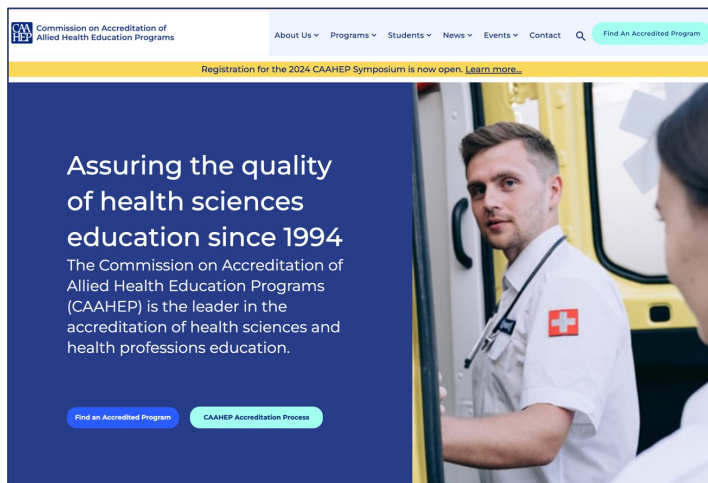 CAA
HEP
Commission on Accreditation of
Allied Health Education Programs
About Us Programs Students News Events Contact Find An Accredited Program
Registration for the 2024 CAAHEP Symposium is now open. Learn more...
Assuring the quality
of health sciences
education since 1994
The Commission on Accreditation of
Allied Health Education Programs
(CAAHEP) is the leader in the
accreditation of health sciences and
health professions education.
Find an Accredited Program CAAHEP Accreditation Process